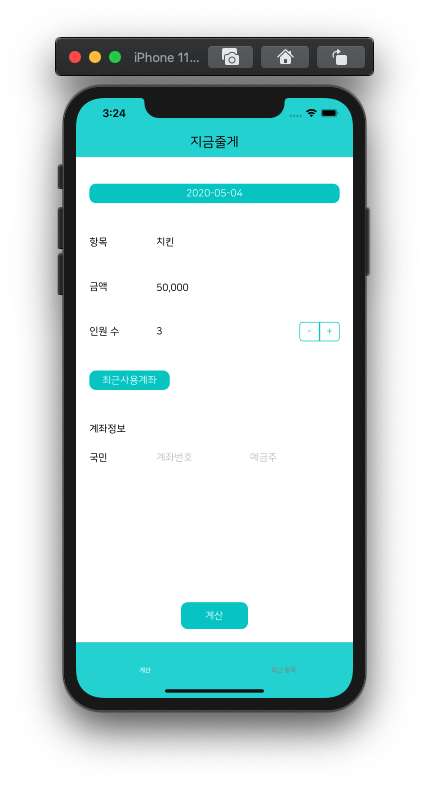 iPhone 11...
3:24
지금줄게
2020-05-04
항목 치킨
금액 50,000
인원 수 3 - +
최근사용계좌
계좌정보
국민 계좌번호 예금주
계산
계산 최근 항목